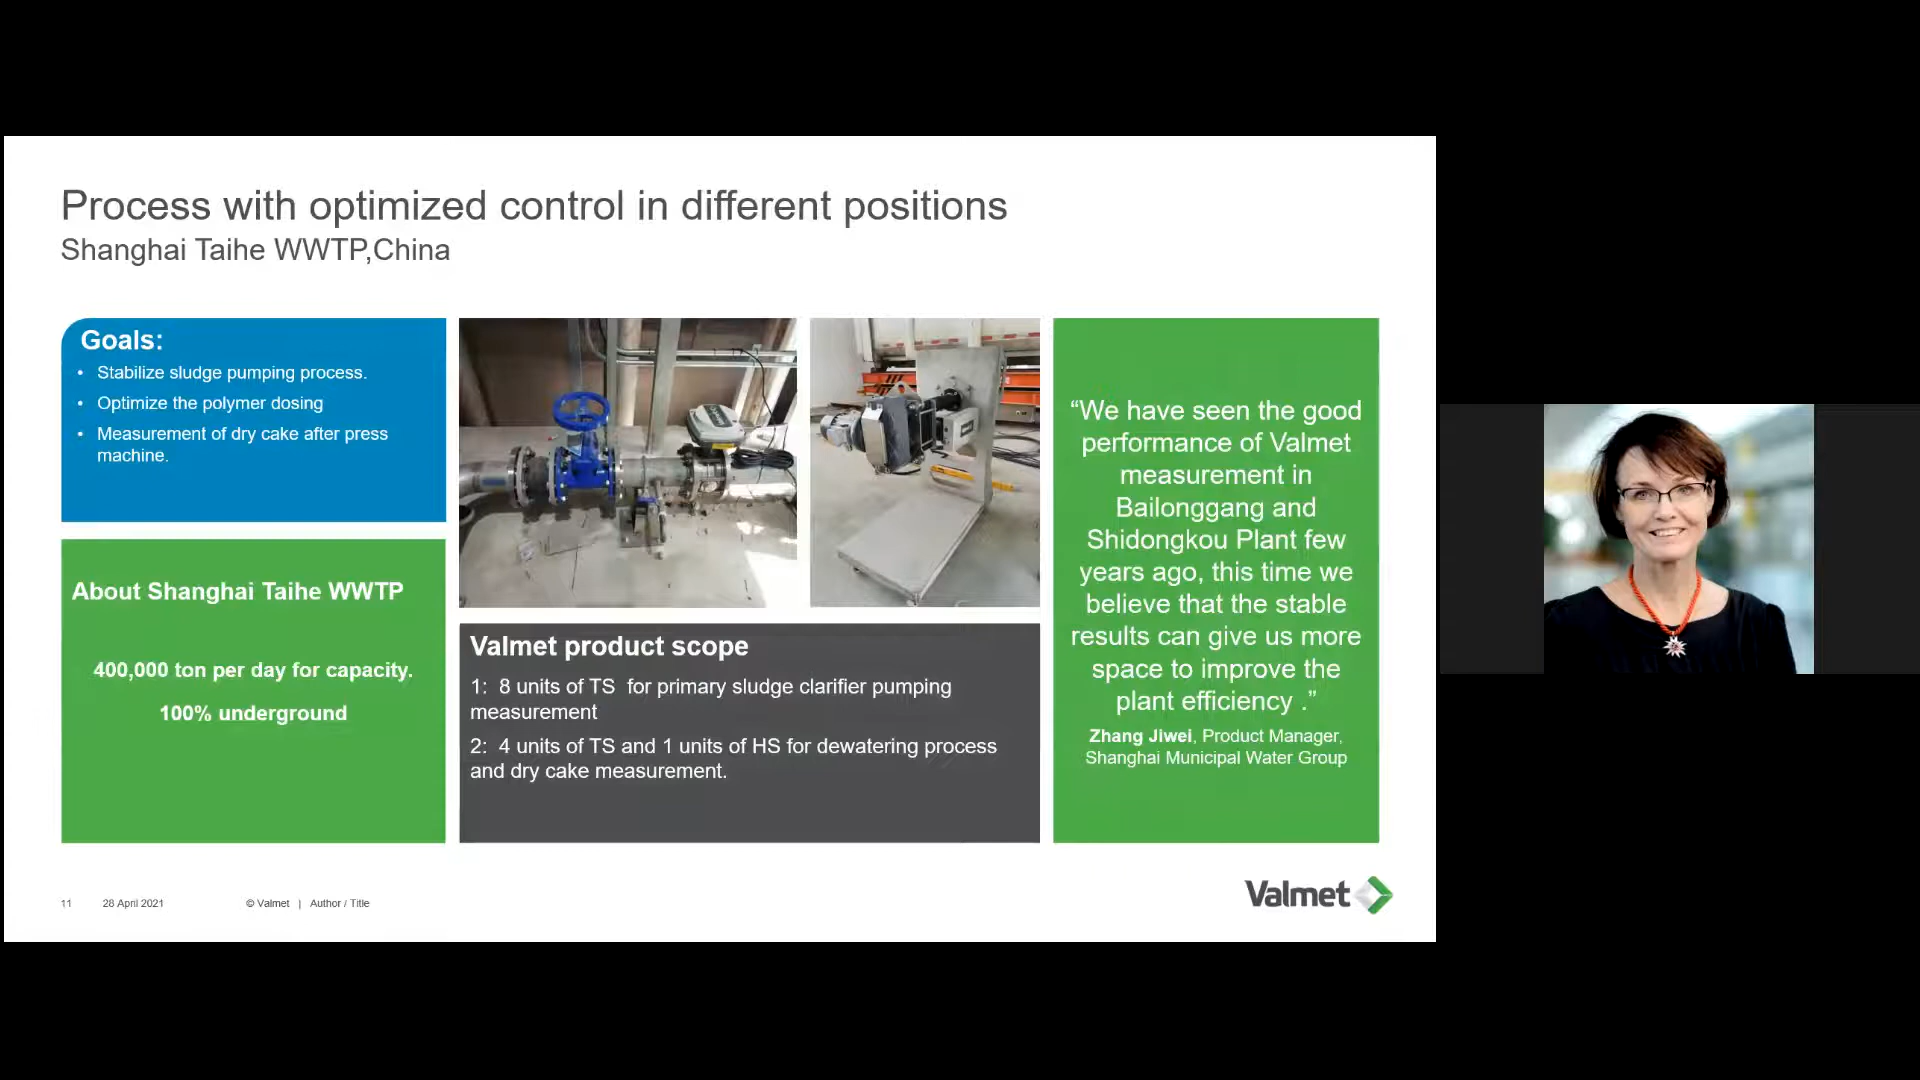 Process with optimized control in different positions
Shanghai Taihe WWTP,China
Goals:
• Stabilize sludge pumping process.
• Optimize the polymer dosing
• Measurement of dry cake after press
machine.
About Shanghai Taihe WWTP
400,000 ton per day for capacity.
100% underground
Valmet product scope
1: 8 units of TS for primary sludge clarifier pumping
measurement
2: 4 units of TS and 1 units of HS for dewatering process
and dry cake measurement.
“We have seen the good
performance of Valmet
measurement in
Bailonggang and
Shidongkou Plant few
years ago, this time we
believe that the stable
results can give us more
space to improve the
plant efficiency .”
Zhang Jiwei, Product Manager,
Shanghai Municipal Water Group
11 28 April 2021 © Valmet | Author / Title
Valmet